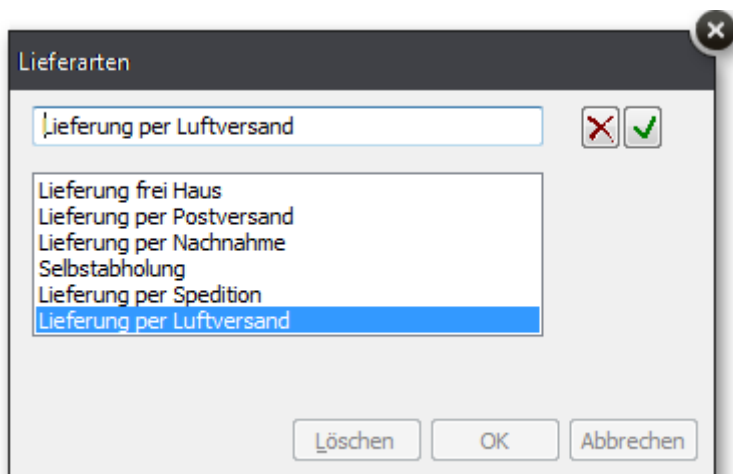 Lieferarten
Lieferung per Luftversand
Lieferung frei Haus
Lieferung per Postversand
Lieferung per Nachnahme
Selbstabholung
Lieferung per Spedition
Lieferung per Luftversand
Löschen OK Abbrechen